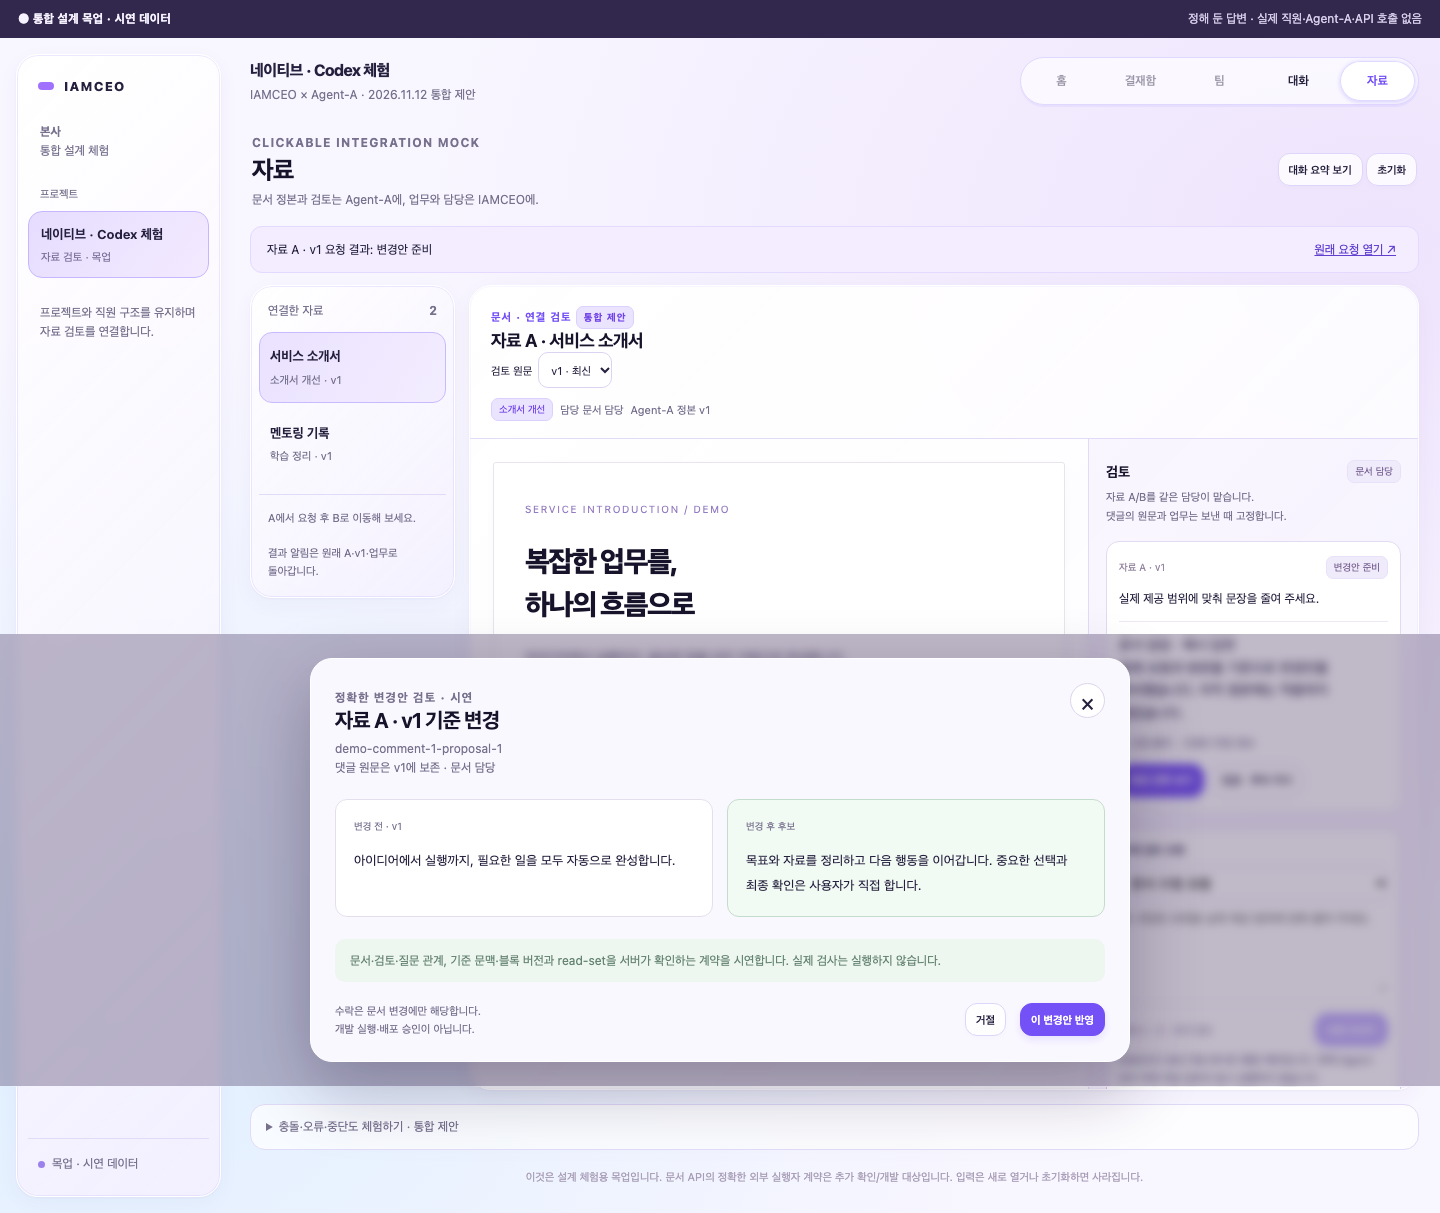 통합 설계 목업 · 시연 데이터
정해 둔 답변 · 실제 직원·Agent-A·API 호출 없음
IAMCEO
본사
통합 설계 체험
프로젝트
네이티브 · Codex 체험
자료 검토 · 목업
프로젝트와 직원 구조를 유지하며
자료 검토를 연결합니다.
목업 · 시연 데이터
네이티브 · Codex 체험
IAMCEO × Agent-A · 2026.11.12 통합 제안
홈
결재함
팀
대화
자료
CLICKABLE INTEGRATION MOCK
자료
문서 정본과 검토는 Agent-A에, 업무와 담당은 IAMCEO에.
대화 요약 보기
초기화
자료 A · v1 요청 결과: 변경안 준비
원래 요청 열기 ↗
연결한 자료
2
서비스 소개서
소개서 개선 · v1
멘토링 기록
학습 정리 · v1
A에서 요청 후 B로 이동해 보세요.
결과 알림은 원래 A·v1·업무로
돌아갑니다.
문서 · 연결 검토
통합 제안
자료 A · 서비스 소개서
검토 원문
v1 · 최신
소개서 개선
담당 문서 담당
Agent-A 정본 v1
SERVICE INTRODUCTION / DEMO
복잡한 업무를,
하나의 흐름으로
검토
문서 담당
자료 A/B를 같은 담당이 맡습니다.
댓글의 원문과 업무는 보낸 때 고정합니다.
자료 A · v1
변경안 준비
실제 제공 범위에 맞춰 문장을 줄여 주세요.
정확한 변경안 검토 · 시연
자료 A · v1 기준 변경
demo-comment-1-proposal-1
댓글 원문은 v1에 보존 · 문서 담당
×
변경 전 · v1
아이디어에서 실행까지, 필요한 일을 모두 자동으로 완성합니다.
변경 후 후보
목표와 자료를 정리하고 다음 행동을 이어갑니다. 중요한 선택과
최종 확인은 사용자가 직접 합니다.
문서·검토·질문 관계, 기준 문맥·블록 버전과 read-set을 서버가 확인하는 계약을 시연합니다. 실제 검사는 실행하지 않습니다.
수락은 문서 변경에만 해당합니다.
개발 실행·배포 승인이 아닙니다.
거절
이 변경안 반영
▶ 충돌·오류·중단도 체험하기 · 통합 제안
이것은 설계 체험용 목업입니다. 문서 API의 정확한 외부 실행자 계약은 추가 확인/개발 대상입니다. 입력은 새로 열거나 초기화하면 사라집니다.